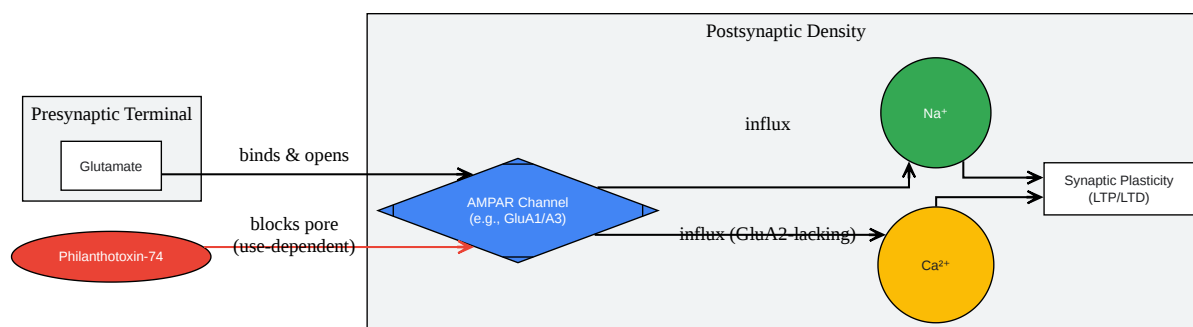 Postsynaptic Density
Presynaptic Terminal
Glutamate
binds & opens
influx
Na⁺
AMPAR Channel
(e.g., GluA1/A3)
Synaptic Plasticity
(LTP/LTD)
blocks pore
(use-dependent)
influx (GluA2-lacking)
Philanthotoxin-74
Ca²⁺